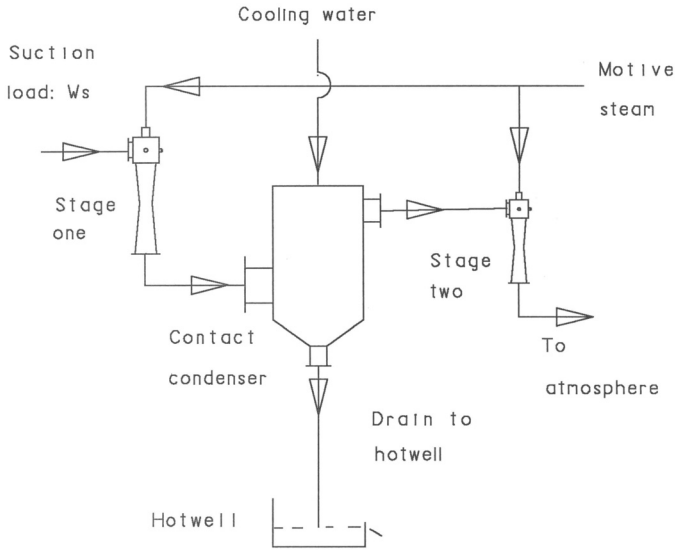 Cooling water
Suction
load: Ws
Motive
steam
Stage
one
Stage
two
Contact
condenser
To
atmosphere
Drain to
hotwell
Hotwell